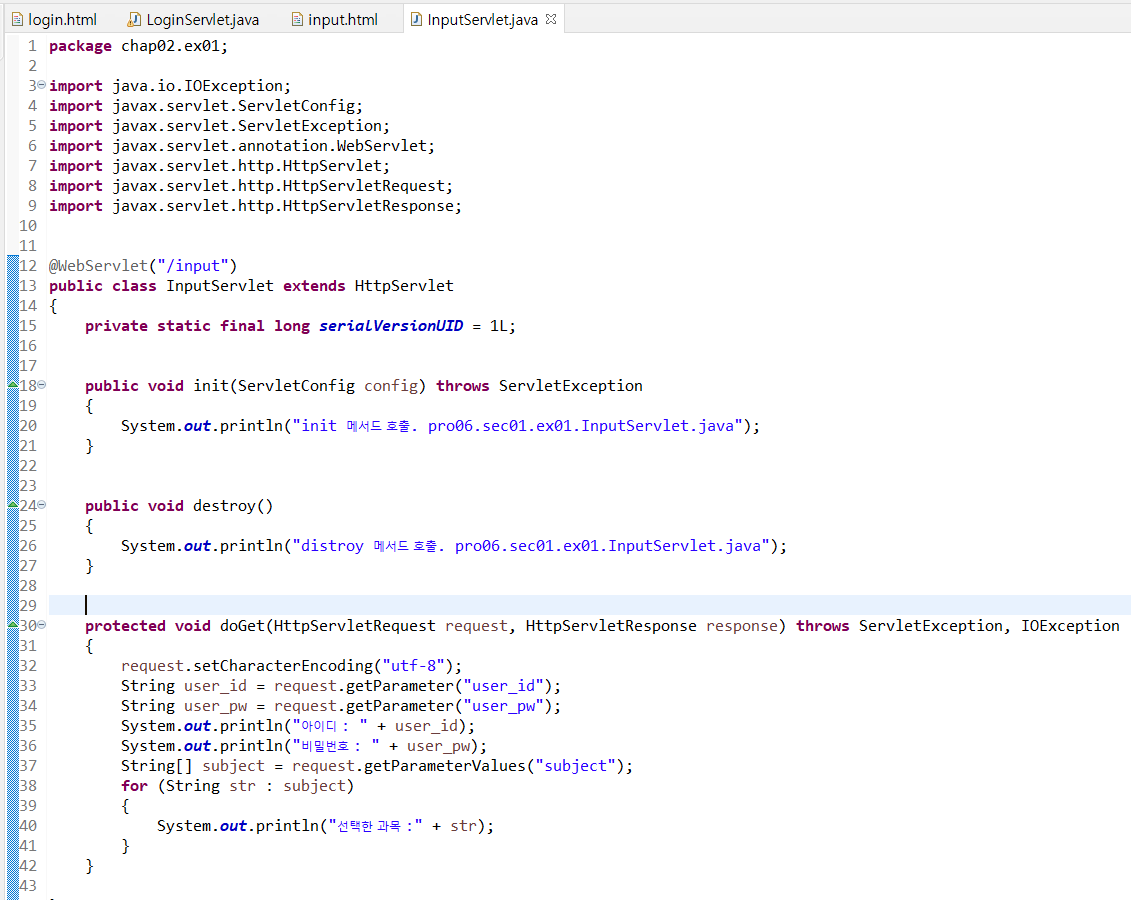 login.html LoginServlet.java input.html InputServlet.java
1 package chap02.ex01;
2
3 import java.io.IOException;
4 import javax.servlet.ServletConfig;
5 import javax.servlet.ServletException;
6 import javax.servlet.annotation.WebServlet;
7 import javax.servlet.http.HttpServlet;
8 import javax.servlet.http.HttpServletRequest;
9 import javax.servlet.http.HttpServletResponse;
10
11
12 @WebServlet("/input")
13 public class InputServlet extends HttpServlet
14 {
15 private static final long serialVersionUID = 1L;
16
17
18 public void init(ServletConfig config) throws ServletException
19 {
20 System.out.println("init 메서드 호출. pro06.sec01.ex01.InputServlet.java");
21 }
22
23
24 public void destroy()
25 {
26 System.out.println("distroy 메서드 호출. pro06.sec01.ex01.InputServlet.java");
27 }
28
29
30 protected void doGet(HttpServletRequest request, HttpServletResponse response) throws ServletException, IOException
31 {
32 request.setCharacterEncoding("utf-8");
33 String user_id = request.getParameter("user_id");
34 String user_pw = request.getParameter("user_pw");
35 System.out.println("아이디 : " + user_id);
36 System.out.println("비밀번호 : " + user_pw);
37 String[] subject = request.getParameterValues("subject");
38 for (String str : subject)
39 {
40 System.out.println("선택한 과목 :" + str);
41 }
42 }
43